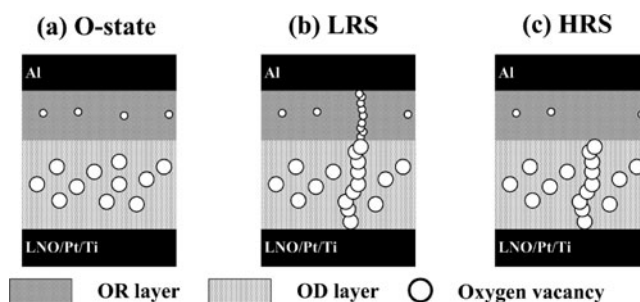 (a) O-state (b) LRS (c) HRS
Al Al Al
LNO/Pt/Ti LNO/Pt/Ti LNO/Pt/Ti
OR layer OD layer Oxygen vacancy